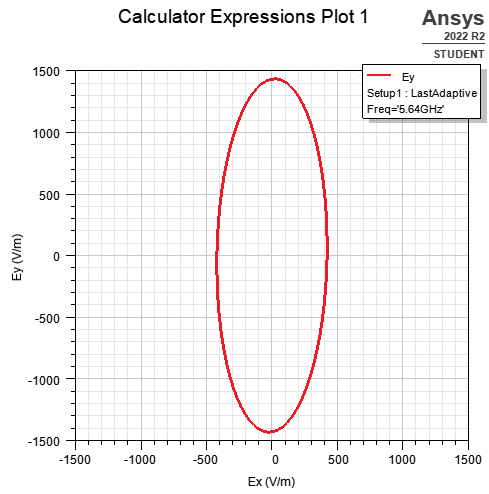 Calculator Expressions Plot 1
Ansys
2022 R2
STUDENT
Ey
Setup1 : LastAdaptive
Freq='5.64GHz'
1500
1000
500
0
-500
-1000
-1500
Ey (V/m)
-1500 -1000 -500 0 500 1000 1500
Ex (V/m)